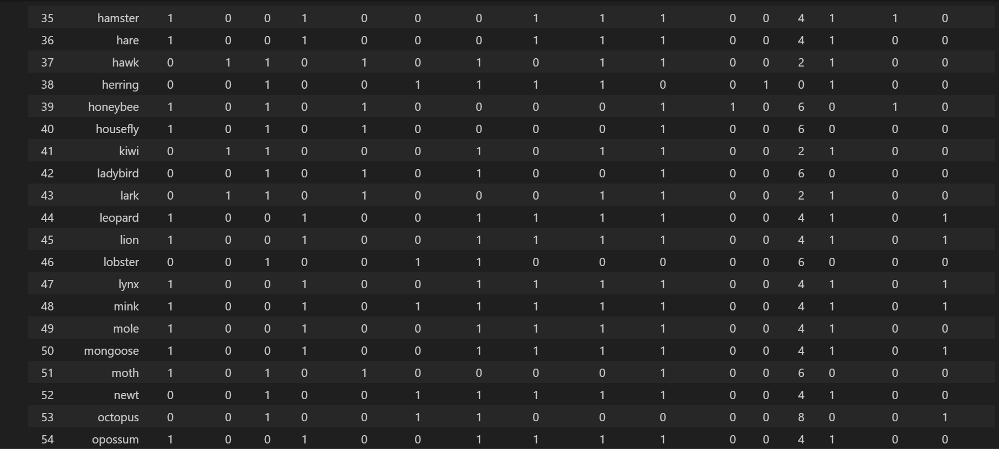 35 hamster 1 0 0 1 0 0 0 1 1 1 0 0 4 1 1 0
36 hare 1 0 0 1 0 0 0 1 1 1 0 0 4 1 0 0
37 hawk 0 1 1 0 1 0 1 0 1 1 0 0 2 1 0 0
38 herring 0 0 1 0 0 1 1 1 1 0 0 1 0 1 0 0
39 honeybee 1 0 1 0 1 0 0 0 0 1 1 0 6 0 1 0
40 housefly 1 0 1 0 1 0 0 0 0 1 0 0 6 0 0 0
41 kiwi 0 1 1 0 0 0 1 0 1 1 0 0 2 1 0 0
42 ladybird 0 0 1 0 1 0 1 0 0 1 0 0 6 0 0 0
43 lark 0 1 1 0 1 0 0 0 1 1 0 0 2 1 0 0
44 leopard 1 0 0 1 0 0 1 1 1 1 0 0 4 1 0 1
45 lion 1 0 0 1 0 0 1 1 1 1 0 0 4 1 0 1
46 lobster 0 0 1 0 0 1 1 0 0 0 0 0 6 0 0 0
47 lynx 1 0 0 1 0 0 1 1 1 1 0 0 4 1 0 1
48 mink 1 0 0 1 0 1 1 1 1 1 0 0 4 1 0 1
49 mole 1 0 0 1 0 0 1 1 1 1 0 0 4 1 0 0
50 mongoose 1 0 0 1 0 0 1 1 1 1 0 0 4 1 0 1
51 moth 1 0 1 0 1 0 0 0 0 1 0 0 6 0 0 0
52 newt 0 0 1 0 0 1 1 1 1 1 0 0 4 1 0 0
53 octopus 0 0 1 0 0 1 1 0 0 0 0 0 8 0 0 1
54 opossum 1 0 0 1 0 0 1 1 1 1 0 0 4 1 0 0